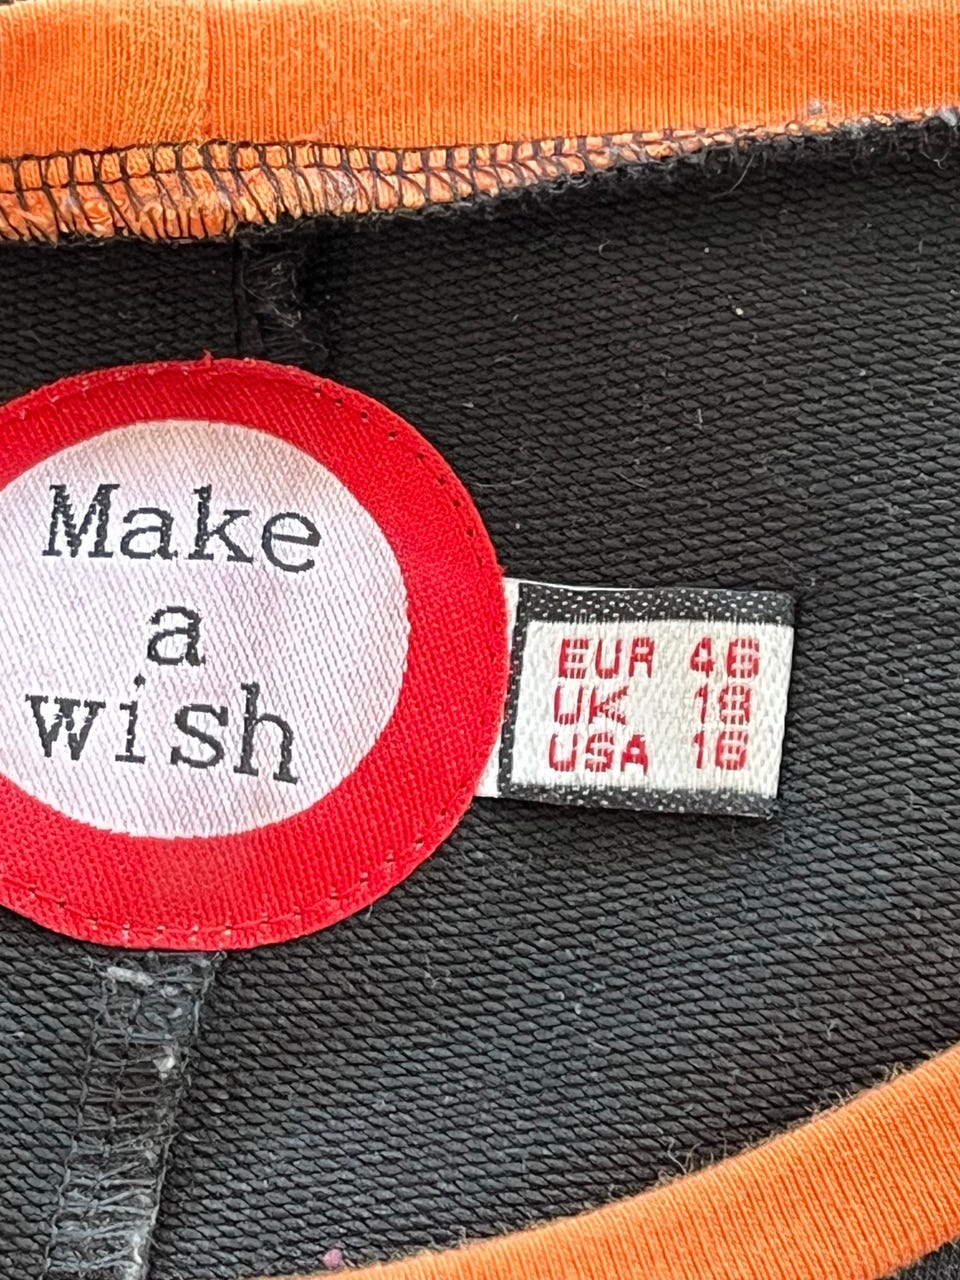 Make
a
wish
EUR 46
UK 18
USA 16